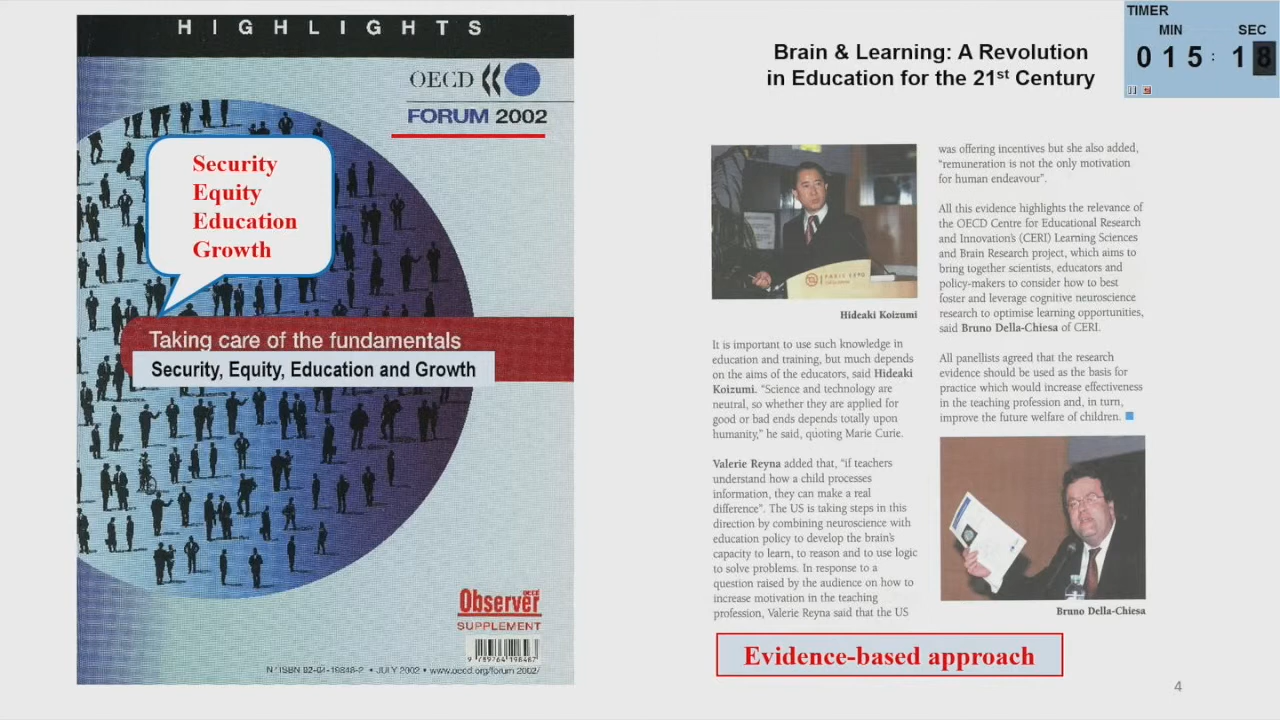 HIGHLIGHTS
OECD
FORUM 2002
Security
Equity
Education
Growth
Taking care of the fundamentals
Security, Equity, Education and Growth
OECD
Observer
SUPPLEMENT
JULY 2002 • www.oecd.org/forum 2002/
Brain & Learning: A Revolution
in Education for the 21st Century
TIMER
MIN SEC
015:18
Hideaki Koizumi
It is important to use such knowledge in
education and training, but much depends
on the aims of the educators, said Hideaki
Koizumi. “Science and technology are
neutral, so whether they are applied for
good or bad ends depends totally upon
humanity,” he said, quoting Marie Curie.
Valerie Reyna added that, “if teachers
understand how a child processes
information, they can make a real
difference”. The US is taking steps in this
direction by combining neuroscience with
education policy to develop the brain’s
capacity to learn, to reason and to use logic
to solve problems. In response to a
question raised by the audience on how to
increase motivation in the teaching
profession, Valerie Reyna said that the US
was offering incentives but she also added,
“remuneration is not the only motivation
for human endeavour”.
All this evidence highlights the relevance of
the OECD Centre for Educational Research
and Innovation’s (CERI) Learning Sciences
and Brain Research project, which aims to
bring together scientists, educators and
policy-makers to consider how to best
foster and leverage cognitive neuroscience
research to optimise learning opportunities,
said Bruno Della-Chiesa of CERI.
All panellists agreed that the research
evidence should be used as the basis for
practice which would increase effectiveness
in the teaching profession and, in turn,
improve the future welfare of children.
Bruno Della-Chiesa
Evidence-based approach
4